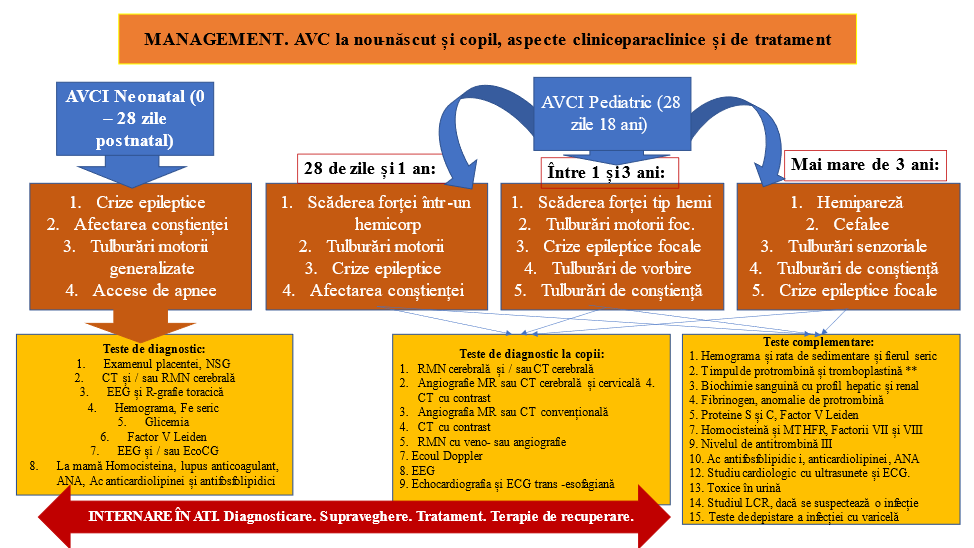 MANAGEMENT. AVC la nou-născut și copil, aspecte clinico-paraclinice și de tratament
AVCI Neonatal (0
– 28 zile
postnatal)
AVCI Pediatric (28
zile 18 ani)
28 de zile și 1 an:
Între 1 și 3 ani:
Mai mare de 3 ani:
1. Crize epileptice
2. Afectarea conștienței
3. Tulburări motorii
generalizate
4. Accese de apnee
1. Scăderea forței într-un
hemicorp
2. Tulburări motorii
3. Crize epileptice
4. Afectarea conștienței
1. Scăderea forței tip hemi
2. Tulburări motorii foc.
3. Crize epileptice focale
4. Tulburări de vorbire
5. Tulburări de conștiență
1. Hemipareză
2. Cefalee
3. Tulburări senzoriale
4. Tulburări de conștiență
5. Crize epileptice focale
Teste de diagnostic:
1. Examenul placentei, NSG
2. CT și / sau RMN cerebrală
3. EEG și R-grafie toracică
4. Hemograma, Fe seric
5. Glicemia
6. Factor V Leiden
7. EEG și / sau EcoCG
8. La mamă Homocisteina, lupus anticoagulant,
ANA, Ac anticardiolipinei și antifosfolipidici
Teste de diagnostic la copii:
1. RMN cerebrală și / sau CT cerebrală
2. Angiografie MR sau CT cerebrală și cervicală 4.
CT cu contrast
3. Angiografia MR sau CT convențională
4. CT cu contrast
5. RMN cu veno- sau angiografie
7. Ecoul Doppler
8. EEG
9. Echocardiografia și ECG trans -esofagiană
Teste complementare:
1. Hemograma și rata de sedimentare și fierul seric
2. Timpul de protrombină și tromboplastină **
3. Biochimie sanguină cu profil hepatic și renal
4. Fibrinogen, anomalie de protrombină
5. Proteine S și C, Factor V Leiden
7. Homocisteină și MTHFR, Factorii VII și VIII
9. Nivelul de antitrombină III
10. Ac antifosfolipidic i, anticardiolipinei, ANA
12. Studiu cardiologic cu ultrasunete și ECG.
13. Toxice în urină
14. Studiul LCR, dacă se suspectează o infecție
15. Teste de depistare a infecției cu varicelă
INTERNARE ÎN ATI. Diagnosticare. Supraveghere. Tratament. Terapie de recuperare.